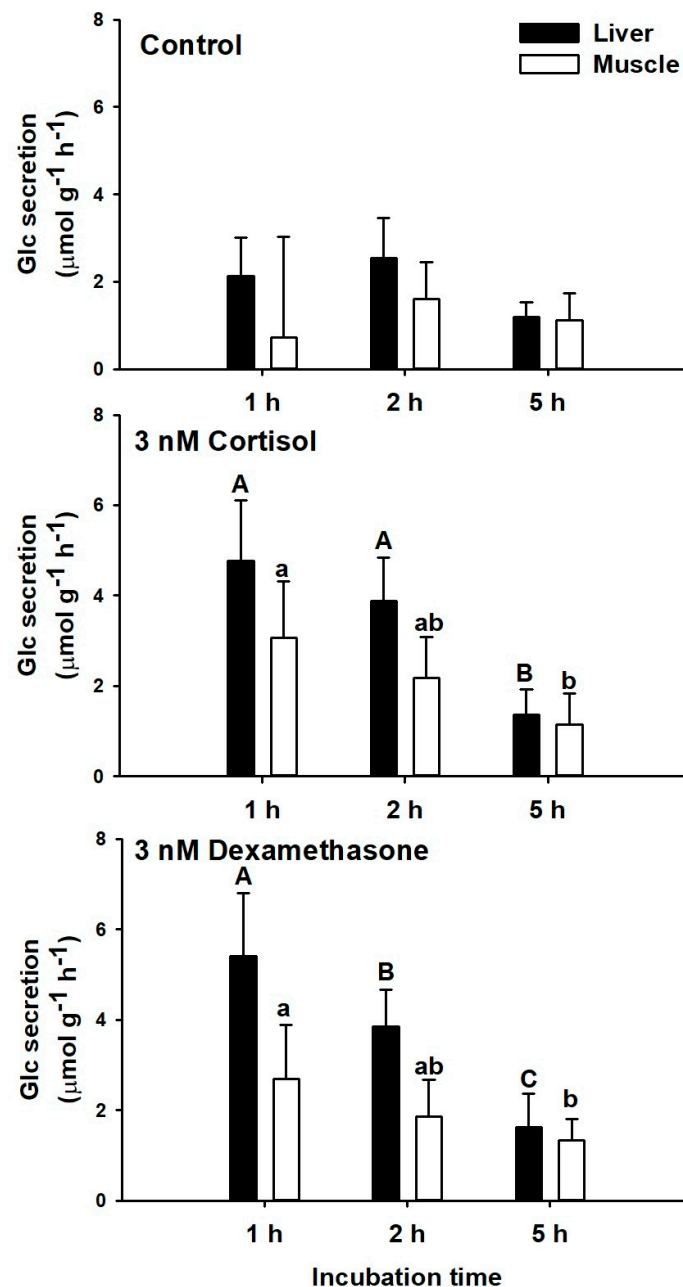 Control
Liver
Muscle
Glc secretion
(μmol g-1 h-1)
8
6
4
2
0
1 h 2 h 5 h
3 nM Cortisol
Glc secretion
(μmol g-1 h-1)
8
6
4
2
0
A
a
A
ab
B
b
1 h 2 h 5 h
3 nM Dexamethasone
Glc secretion
(μmol g-1 h-1)
8
6
4
2
0
A
a
B
ab
C
b
1 h 2 h 5 h
Incubation time